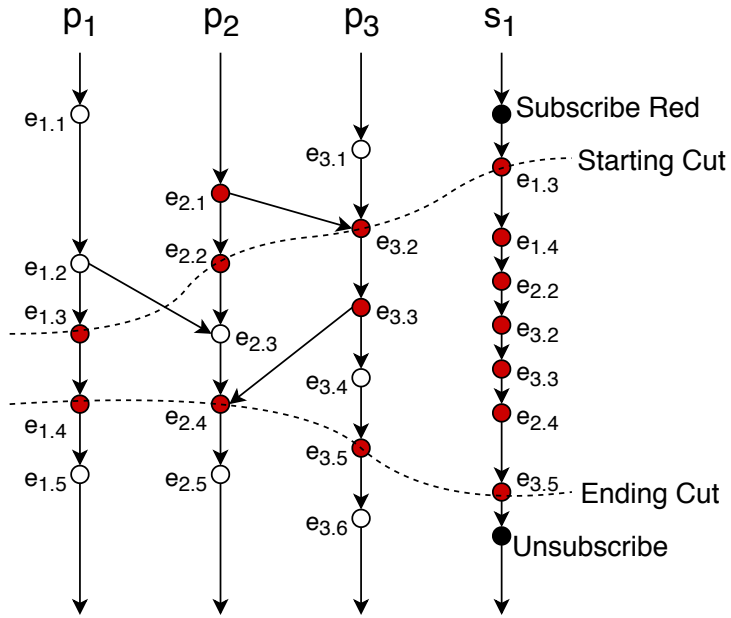 p1 p2 p3 s1
e1.1
Subscribe Red
e3.1
Starting Cut
e1.3
e2.1
e3.2
e1.4
e2.2
e1.2
e2.2
e1.3
e3.3
e3.2
e2.3
e3.3
e3.4
e1.4
e2.4
e2.4
e3.5
e1.5
e2.5
e3.5
Ending Cut
e3.6
Unsubscribe